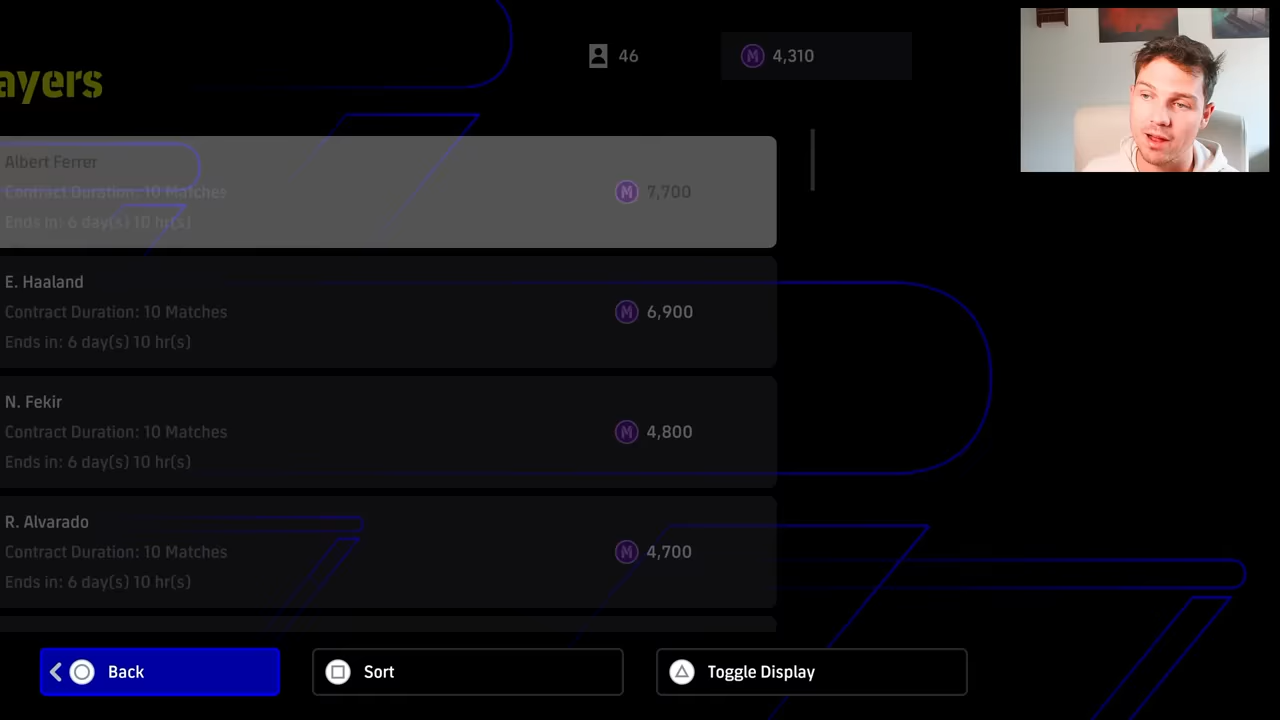 ayers
46
M 4,310
Albert Ferrer
Contract Duration: 10 Matches
M 7,700
Ends in: 6 day(s) 10 hr(s)
E. Haaland
Contract Duration: 10 Matches
M 6,900
Ends in: 6 day(s) 10 hr(s)
N. Fekir
Contract Duration: 10 Matches
M 4,800
Ends in: 6 day(s) 10 hr(s)
R. Alvarado
Contract Duration: 10 Matches
M 4,700
Ends in: 6 day(s) 10 hr(s)
Back
Sort
Toggle Display